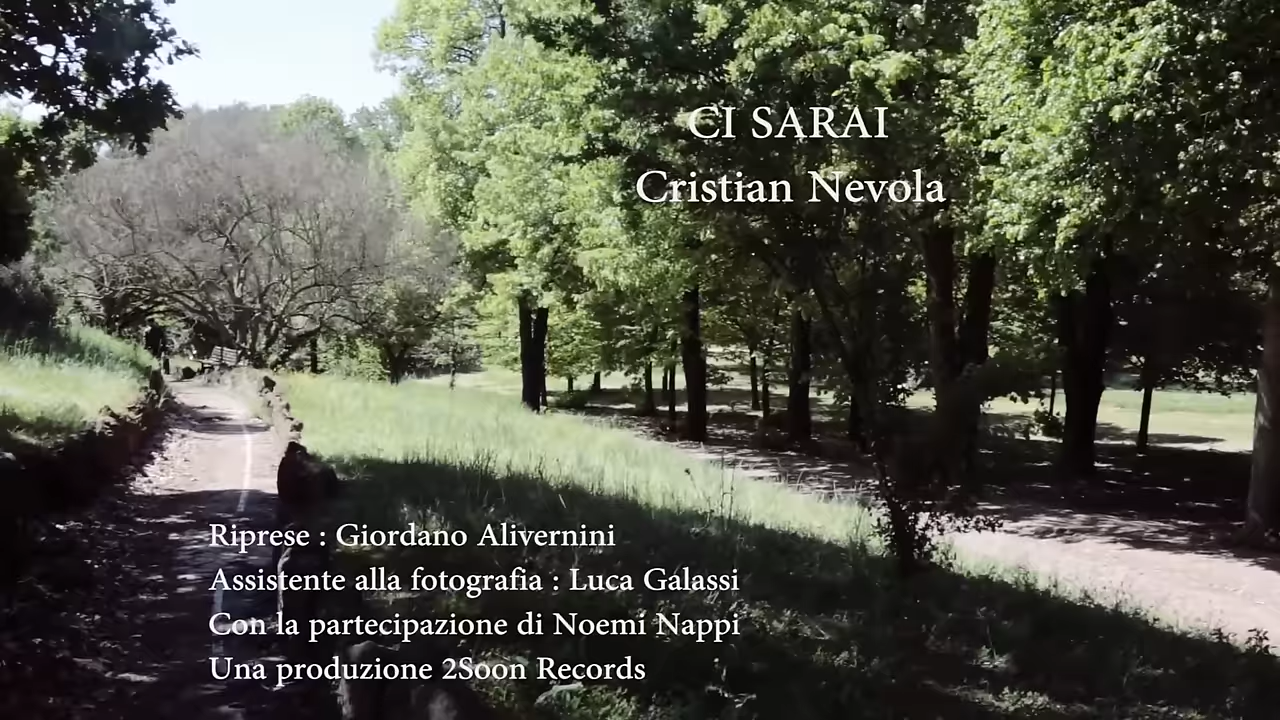 CI SARAI
Cristian Nevola
Riprese : Giordano Alivernini
Assistente alla fotografia : Luca Galassi
Con la partecipazione di Noemi Nappi
Una produzione 2Soon Records